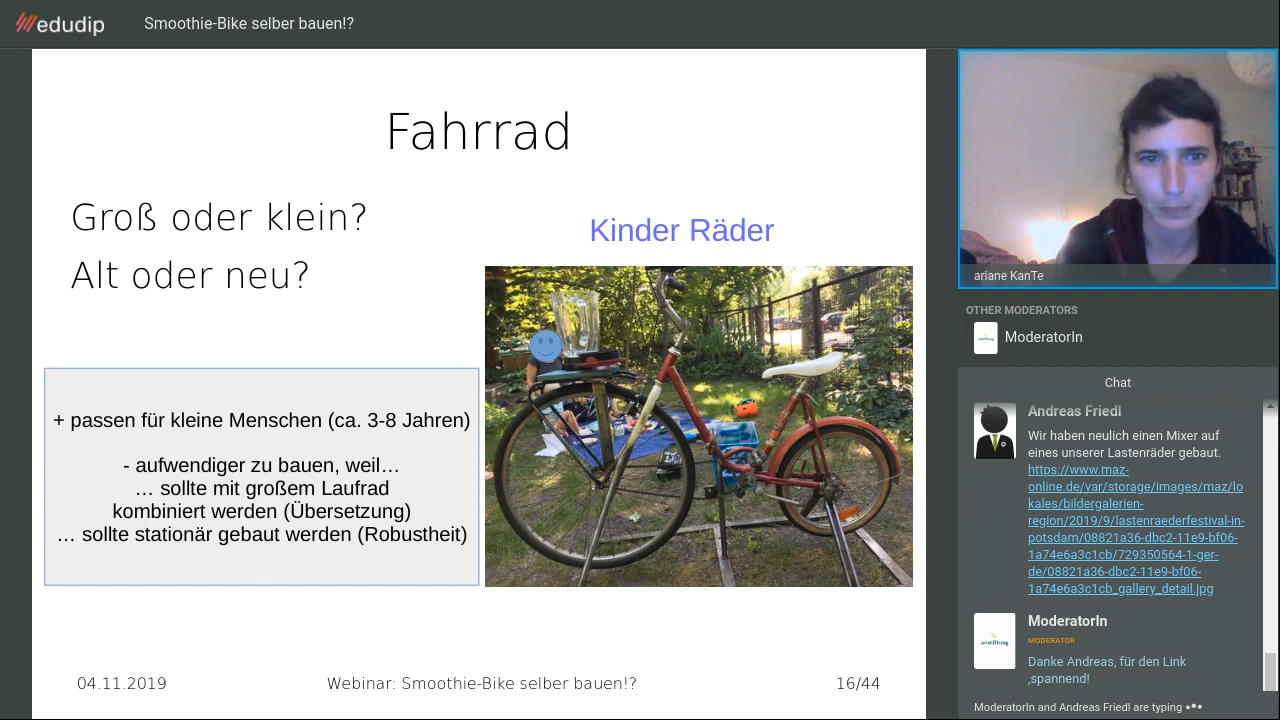 edudip
Smoothie-Bike selber bauen!?
Fahrrad
Groß oder klein?
Alt oder neu?
Kinder Räder
+ passen für kleine Menschen (ca. 3-8 Jahren)
- aufwendiger zu bauen, weil…
… sollte mit großem Laufrad
kombiniert werden (Übersetzung)
… sollte stationär gebaut werden (Robustheit)
04.11.2019
Webinar: Smoothie-Bike selber bauen!?
16/44
ariane KanTe
OTHER MODERATORS
anstiftung
ModeratorIn
Chat
Andreas Friedl
Wir haben neulich einen Mixer auf
eines unserer Lastenräder gebaut.
https://www.maz-
online.de/var/storage/images/maz/lo
kales/bildergalerien-
region/2019/9/lastenraederfestival-in-
potsdam/08821a36-dbc2-11e9-bf06-
1a74e6a3c1cb/729350564-1-ger-
de/08821a36-dbc2-11e9-bf06-
1a74e6a3c1cb_gallery_detail.jpg
anstiftung
ModeratorIn
MODERATOR
Danke Andreas, für den Link
,spannend!
ModeratorIn and Andreas Friedl are typing